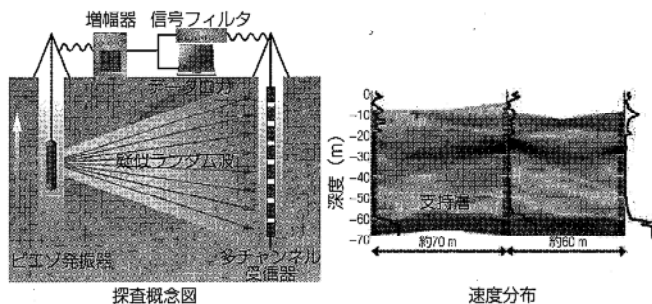 増幅器 信号フィルタ
データロガ
疑似ランダム波
ピエゾ発振器
多チャンネル
受信器
探査概念図
0
-10
-20
-30
-40
-50
-60
-70
深度（m）
支持層
約70 m
約60 m
速度分布